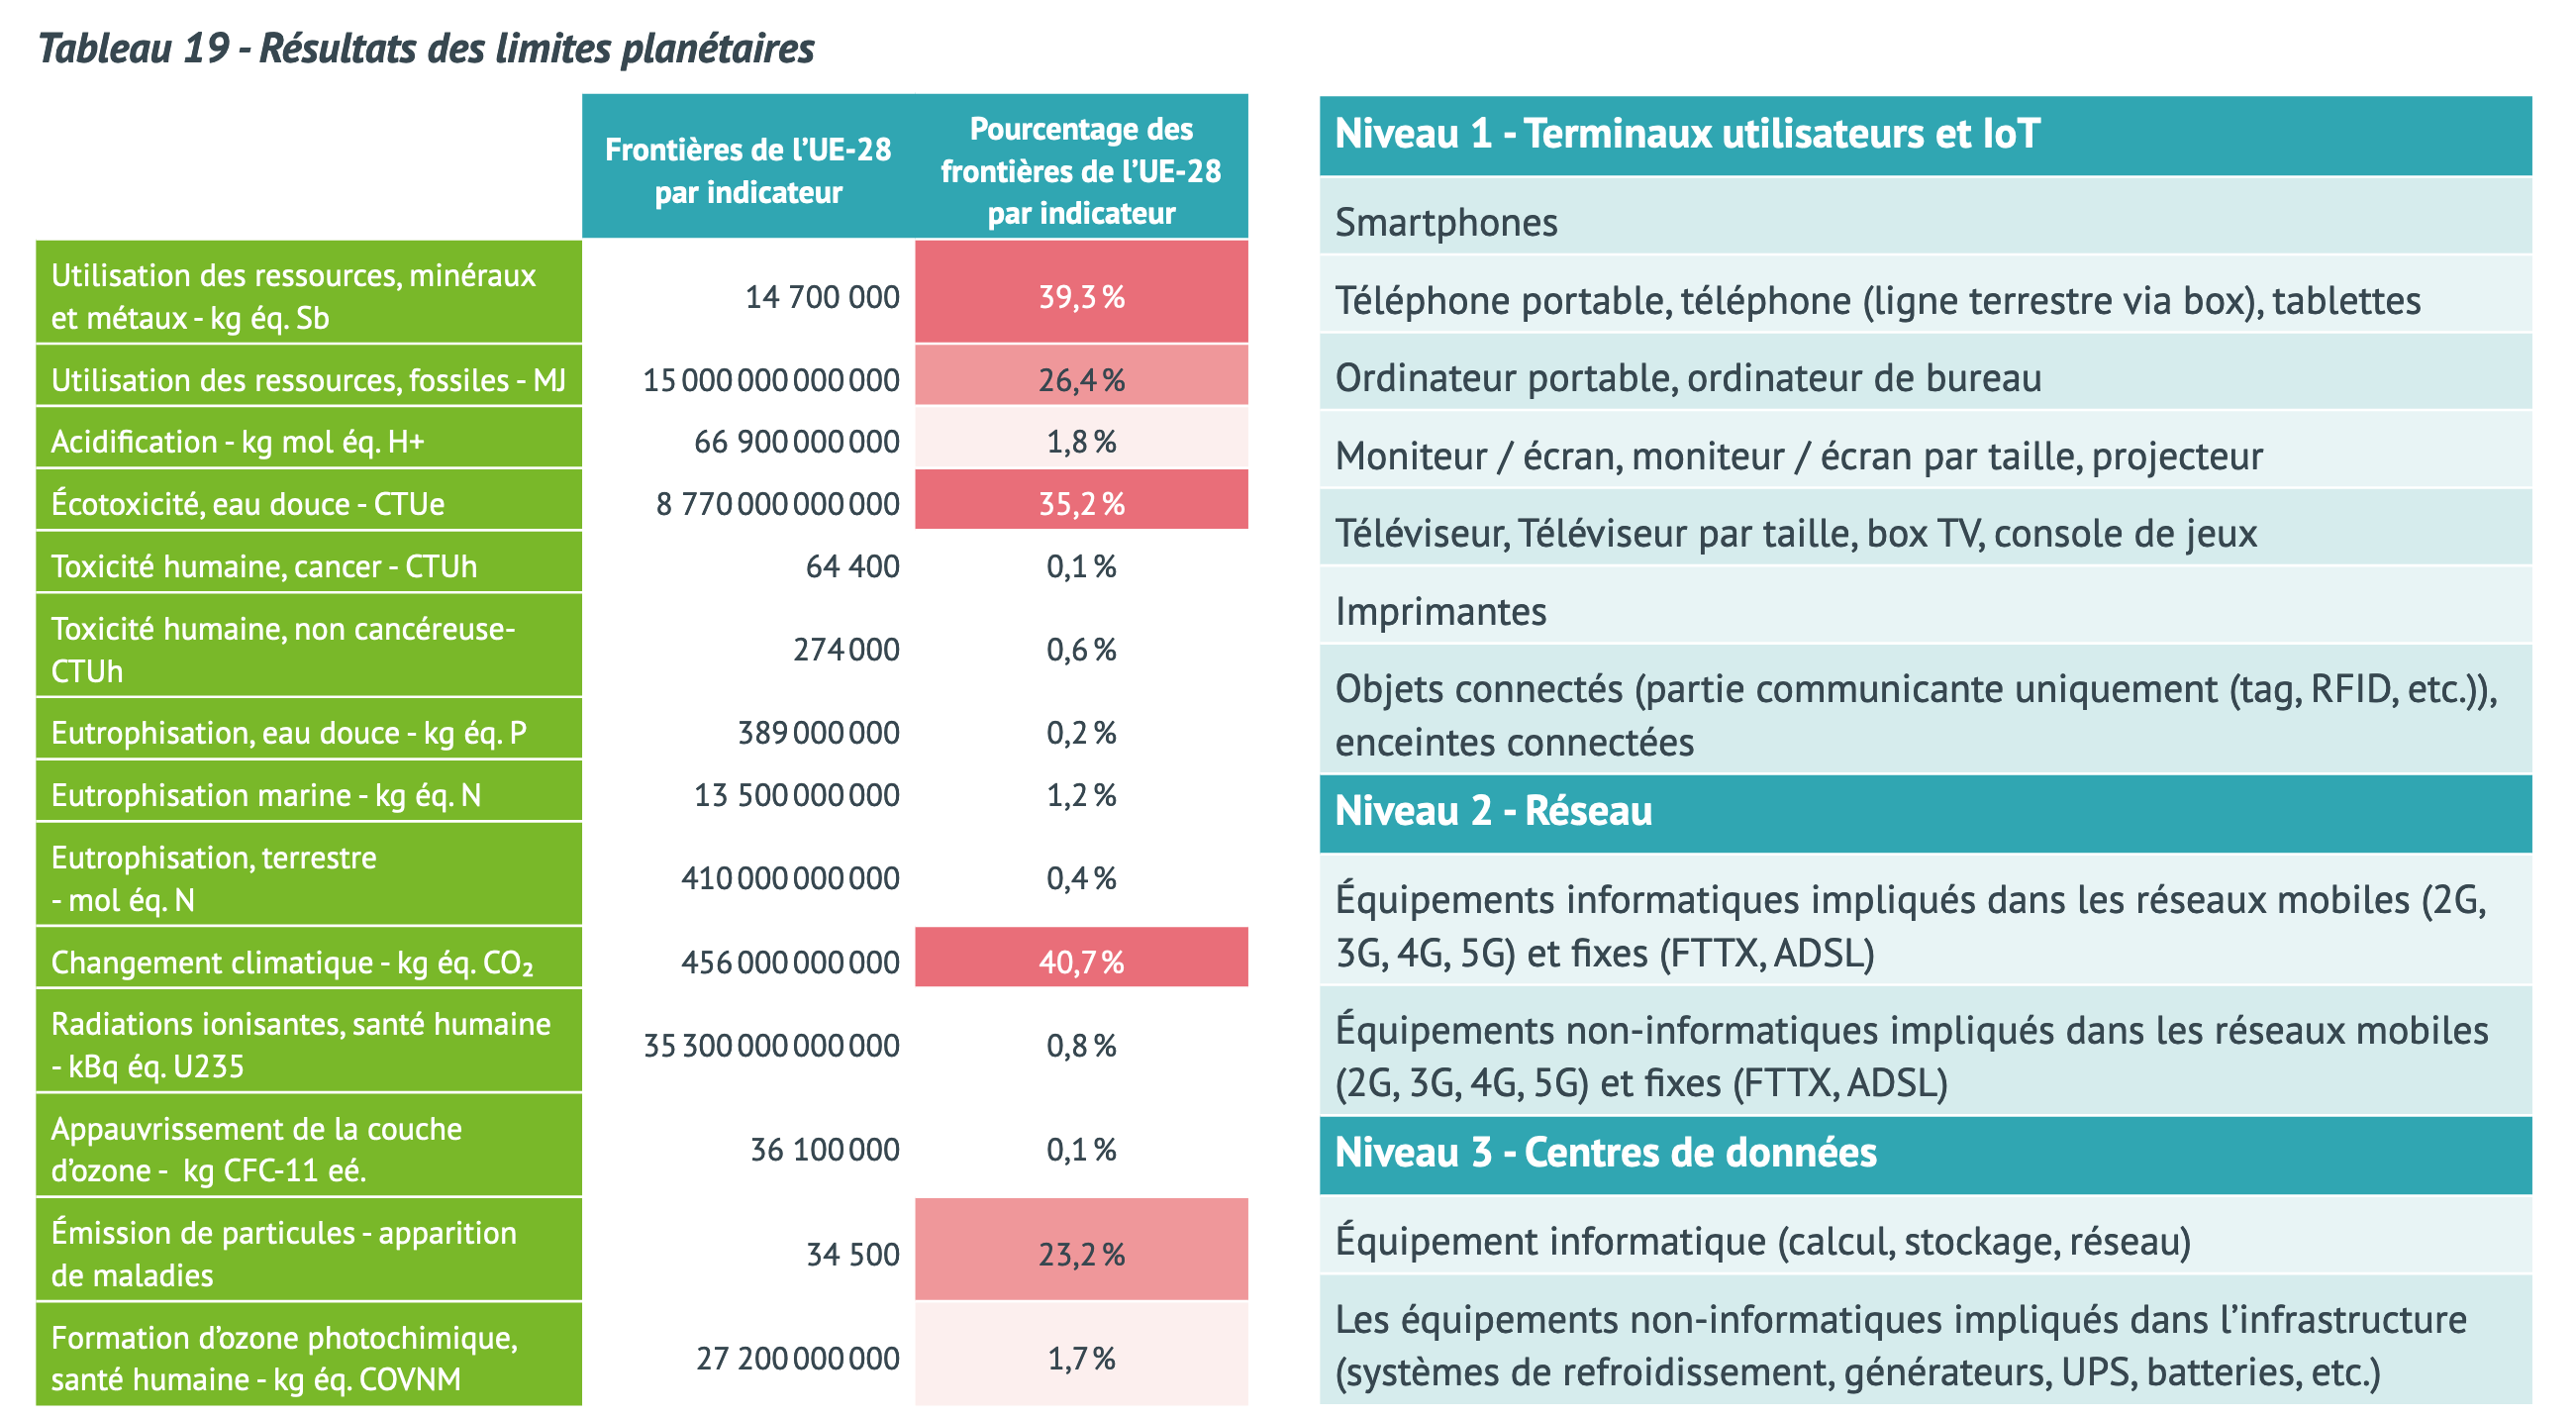 Tableau 19 - Résultats des limites planétaires
Frontières de l'UE-28
par indicateur
Pourcentage des
frontières de l'UE-28
par indicateur
Utilisation des ressources, minéraux
et métaux - kg éq. Sb
14 700 000
39,3 %
Utilisation des ressources, fossiles - MJ
15 000 000 000 000
26,4 %
Acidification - kg mol éq. H+
66 900 000 000
1,8 %
Écotoxicité, eau douce - CTUe
8 770 000 000 000
35,2 %
Toxicité humaine, cancer - CTUh
64 400
0,1 %
Toxicité humaine, non cancéreuse-
CTUh
274 000
0,6 %
Eutrophisation, eau douce - kg éq. P
389 000 000
0,2 %
Eutrophisation marine - kg éq. N
13 500 000 000
1,2 %
Eutrophisation, terrestre
- mol éq. N
410 000 000 000
0,4 %
Changement climatique - kg éq. CO₂
456 000 000 000
40,7 %
Radiations ionisantes, santé humaine
- kBq éq. U235
35 300 000 000 000
0,8 %
Appauvrissement de la couche
d'ozone -  kg CFC-11 eé.
36 100 000
0,1 %
Émission de particules - apparition
de maladies
34 500
23,2 %
Formation d'ozone photochimique,
santé humaine - kg éq. COVNM
27 200 000 000
1,7 %
Niveau 1 - Terminaux utilisateurs et IoT
Smartphones
Téléphone portable, téléphone (ligne terrestre via box), tablettes
Ordinateur portable, ordinateur de bureau
Moniteur / écran, moniteur / écran par taille, projecteur
Téléviseur, Téléviseur par taille, box TV, console de jeux
Imprimantes
Objets connectés (partie communicante uniquement (tag, RFID, etc.)),
enceintes connectées
Niveau 2 - Réseau
Équipements informatiques impliqués dans les réseaux mobiles (2G,
3G, 4G, 5G) et fixes (FTTX, ADSL)
Équipements non-informatiques impliqués dans les réseaux mobiles
(2G, 3G, 4G, 5G) et fixes (FTTX, ADSL)
Niveau 3 - Centres de données
Équipement informatique (calcul, stockage, réseau)
Les équipements non-informatiques impliqués dans l'infrastructure
(systèmes de refroidissement, générateurs, UPS, batteries, etc.)